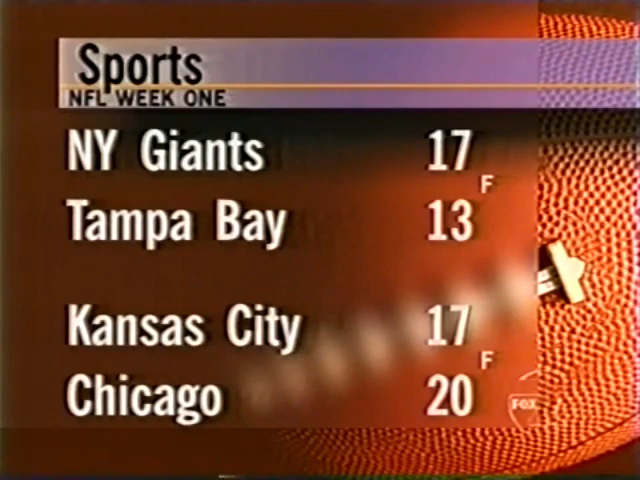 Sports
NFL WEEK ONE
NY Giants 17
F
Tampa Bay 13
Kansas City 17
F
Chicago 20
FOX